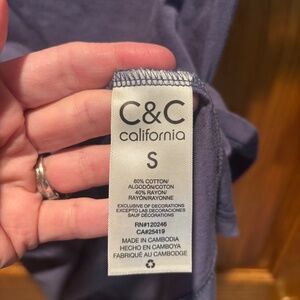 C&C
california
S
60% COTTON/
ALGODÓN/COTON
40% RAYON/
RAYÓN/RAYONNE
EXCLUSIVE OF DECORATIONS
EXCEPTO LAS DECORACIONES
SAUF DÉCORATIONS
RN#120246
CA#25419
MADE IN CAMBODIA
HECHO EN CAMBOYA
FABRIQUÉ AU CAMBODGE